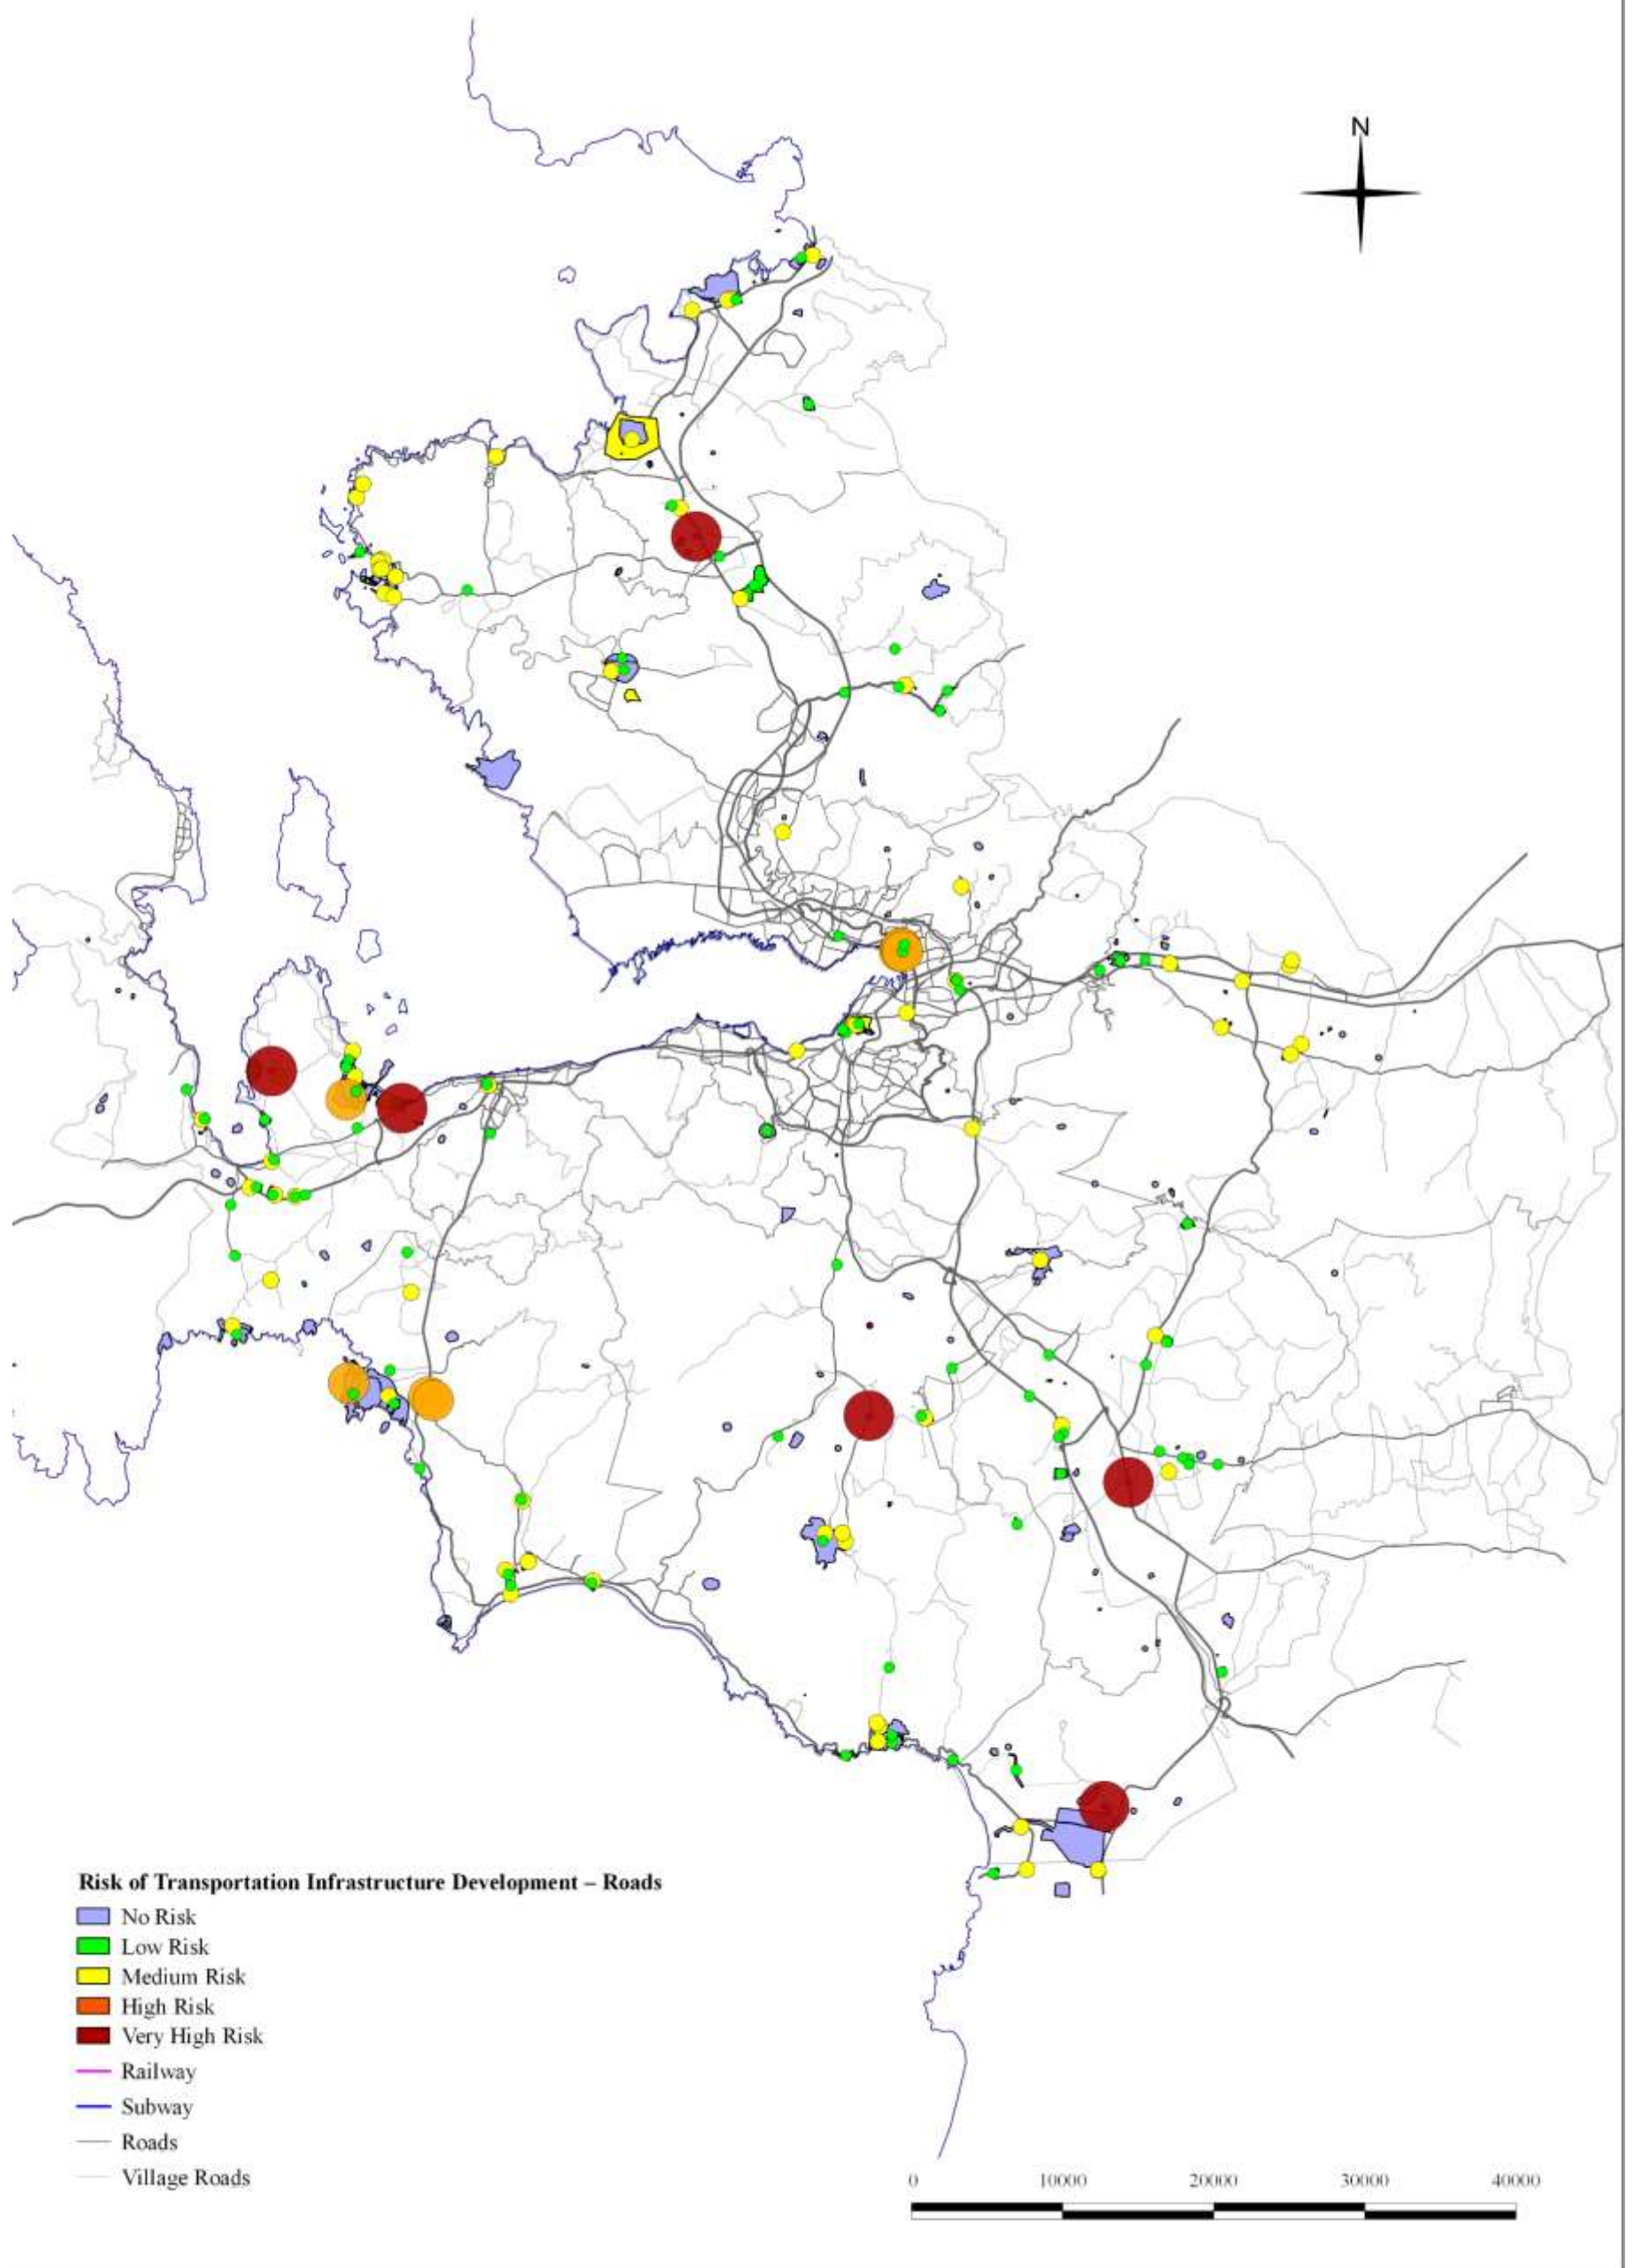 N
Risk of Transportation Infrastructure Development – Roads
No Risk
Low Risk
Medium Risk
High Risk
Very High Risk
Railway
Subway
Roads
Village Roads
0 10000 20000 30000 40000